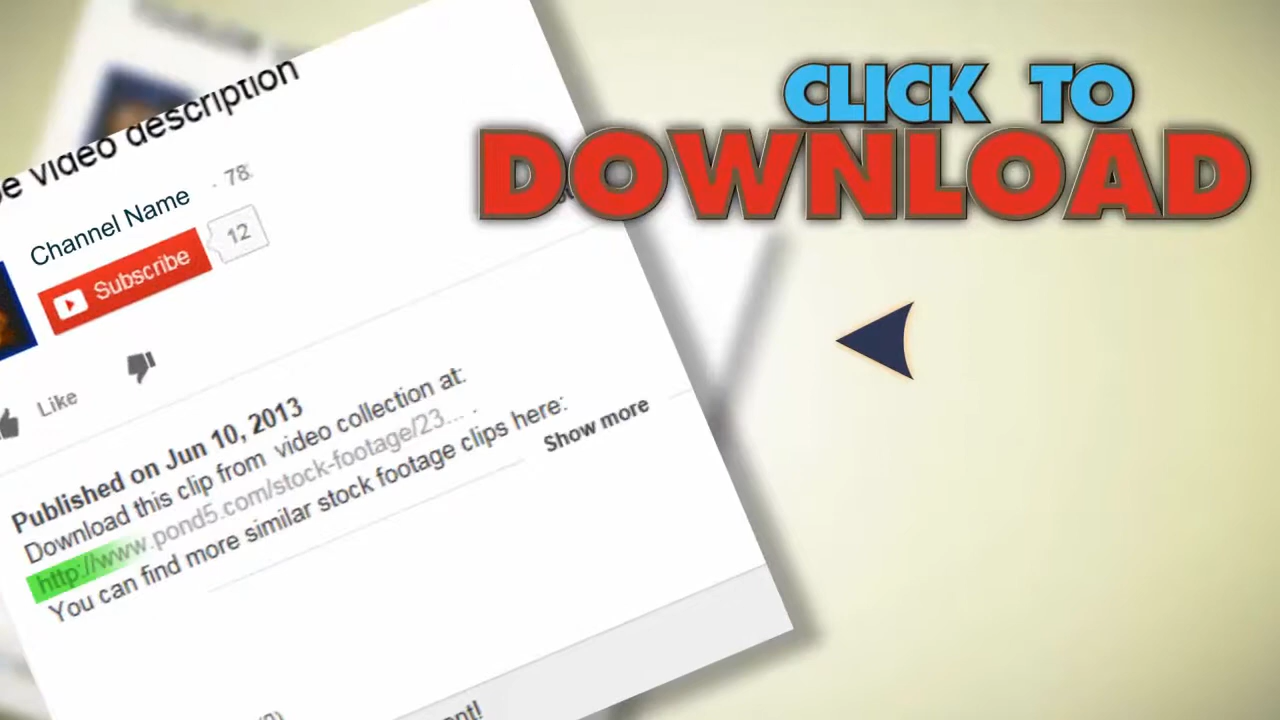 CLICK TO
DOWNLOAD
video description
Channel Name
78
Subscribe
12
Like
Published on Jun 10, 2013
Download this clip from video collection at:
http://www.pond5.com/stock-footage/23...
You can find more similar stock footage clips here:
Show more